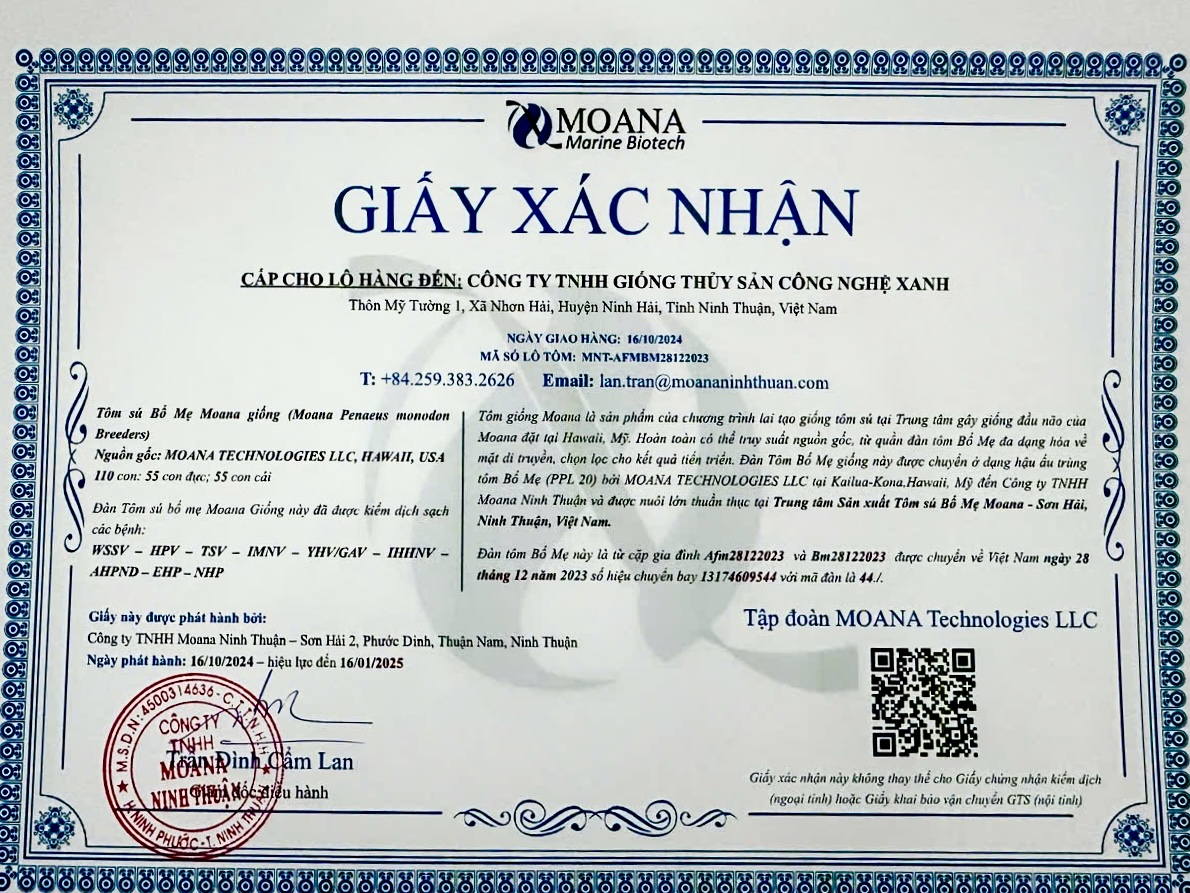 MOANA
Marine Biotech
GIẤY XÁC NHẬN
CẤP CHO LÔ HÀNG ĐẾN: CÔNG TY TNHH GIỐNG THỦY SẢN CÔNG NGHỆ XANH
Thôn Mỹ Tường 1, Xã Nhơn Hải, Huyện Ninh Hải, Tỉnh Ninh Thuận, Việt Nam
NGÀY GIAO HÀNG: 16/10/2024
MÃ SỐ LÔ TÔM: MNT-AFMBM28122023
T: +84.259.383.2626 Email: lan.tran@moananinhthuan.com
Tôm sú Bố Mẹ Moana giống (Moana Penaeus monodon
Breeders)
Nguồn gốc: MOANA TECHNOLOGIES LLC, HAWAII, USA
110 con: 55 con đực; 55 con cái
Đàn Tôm sú bố mẹ Moana Giống này đã được kiểm dịch sạch
các bệnh:
WSSV – HPV – TSV – IMNV – YHV/GAV – IHHNV –
AHPND – EHP – NHP
Tôm giống Moana là sản phẩm của chương trình lai tạo giống tôm sú tại Trung tâm gây giống đầu não của
Moana đặt tại Hawaii, Mỹ. Hoàn toàn có thể truy suất nguồn gốc, từ quần đàn tôm Bố Mẹ đa dạng hóa về
mặt di truyền, chọn lọc cho kết quả tiến triển. Đàn Tôm Bố Mẹ giống này được chuyển ở dạng hậu ấu trùng
tôm Bố Mẹ (PPL 20) bởi MOANA TECHNOLOGIES LLC tại Kailua-Kona,Hawaii, Mỹ đến Công ty TNHH
Moana Ninh Thuận và được nuôi lớn thuần thục tại Trung tâm Sản xuất Tôm sú Bố Mẹ Moana - Sơn Hải,
Ninh Thuận, Việt Nam.
Đàn tôm Bố Mẹ này là từ cặp gia đình Afm28122023 và Bm28122023 được chuyển về Việt Nam ngày 28
tháng 12 năm 2023 số hiệu chuyến bay 13174609544 với mã đàn là 44./.
Giấy này được phát hành bởi:
Công ty TNHH Moana Ninh Thuận – Sơn Hải 2, Phước Dinh, Thuận Nam, Ninh Thuận
Ngày phát hành: 16/10/2024 – hiệu lực đến 16/01/2025
Tập đoàn MOANA Technologies LLC
M.S.D.N: 4500314636 - C.T.T.N.H.H
CÔNG TY
TNHH
MOANA
NINH THUẬN
H. NINH PHƯỚC - T. NINH THUẬN
Trần Đình Cẩm Lan
Giám đốc điều hành
Giấy xác nhận này không thay thế cho Giấy chứng nhận kiểm dịch
(ngoại tỉnh) hoặc Giấy khai báo vận chuyển GTS (nội tỉnh)